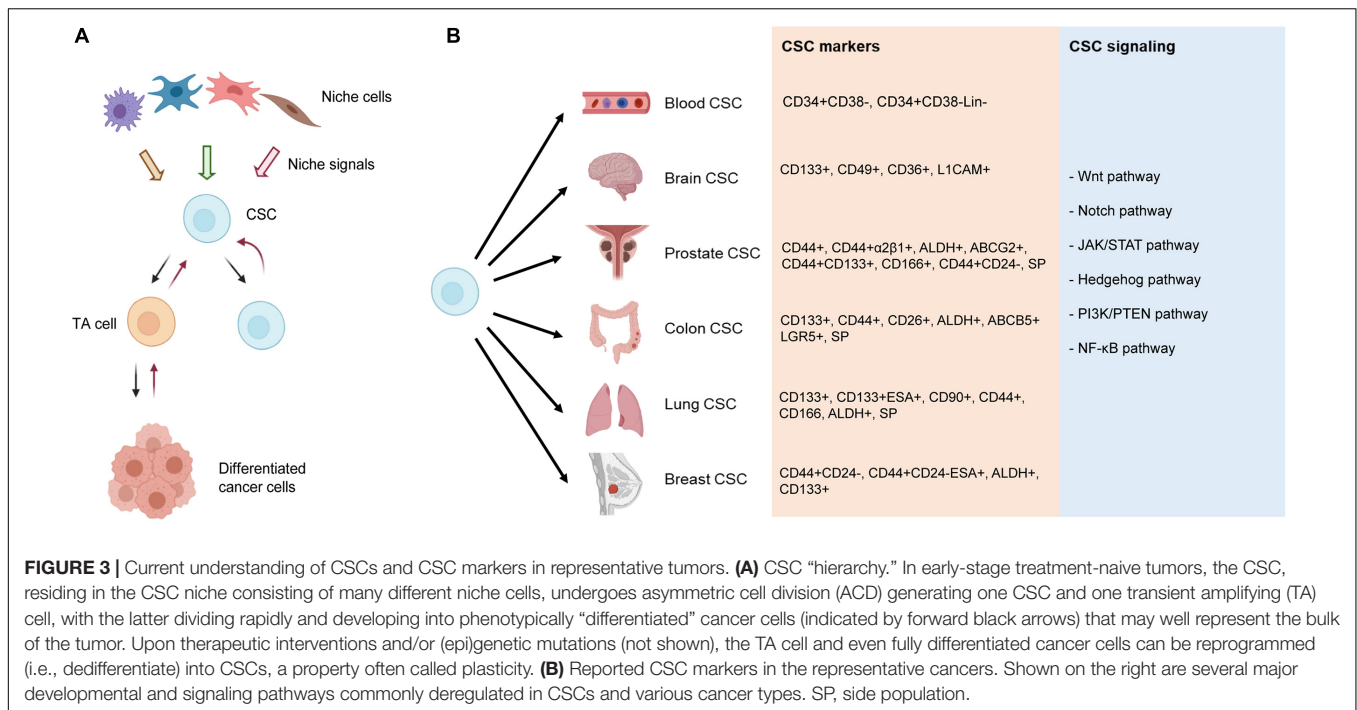 A
Niche cells
Niche signals
CSC
TA cell
Differentiated
cancer cells
B
CSC markers
CSC signaling
Blood CSC
CD34+CD38-, CD34+CD38-Lin-
Brain CSC
CD133+, CD49+, CD36+, L1CAM+
Prostate CSC
CD44+, CD44+α2β1+, ALDH+, ABCG2+,
CD44+CD133+, CD166+, CD44+CD24-, SP
Colon CSC
CD133+, CD44+, CD26+, ALDH+, ABCB5+
LGR5+, SP
Lung CSC
CD133+, CD133+ESA+, CD90+, CD44+,
CD166, ALDH+, SP
Breast CSC
CD44+CD24-, CD44+CD24-ESA+, ALDH+,
CD133+
- Wnt pathway
- Notch pathway
- JAK/STAT pathway
- Hedgehog pathway
- PI3K/PTEN pathway
- NF-κB pathway
FIGURE 3 | Current understanding of CSCs and CSC markers in representative tumors. (A) CSC “hierarchy.” In early-stage treatment-naive tumors, the CSC,
residing in the CSC niche consisting of many different niche cells, undergoes asymmetric cell division (ACD) generating one CSC and one transient amplifying (TA)
cell, with the latter dividing rapidly and developing into phenotypically “differentiated” cancer cells (indicated by forward black arrows) that may well represent the bulk
of the tumor. Upon therapeutic interventions and/or (epi)genetic mutations (not shown), the TA cell and even fully differentiated cancer cells can be reprogrammed
(i.e., dedifferentiate) into CSCs, a property often called plasticity. (B) Reported CSC markers in the representative cancers. Shown on the right are several major
developmental and signaling pathways commonly deregulated in CSCs and various cancer types. SP, side population.